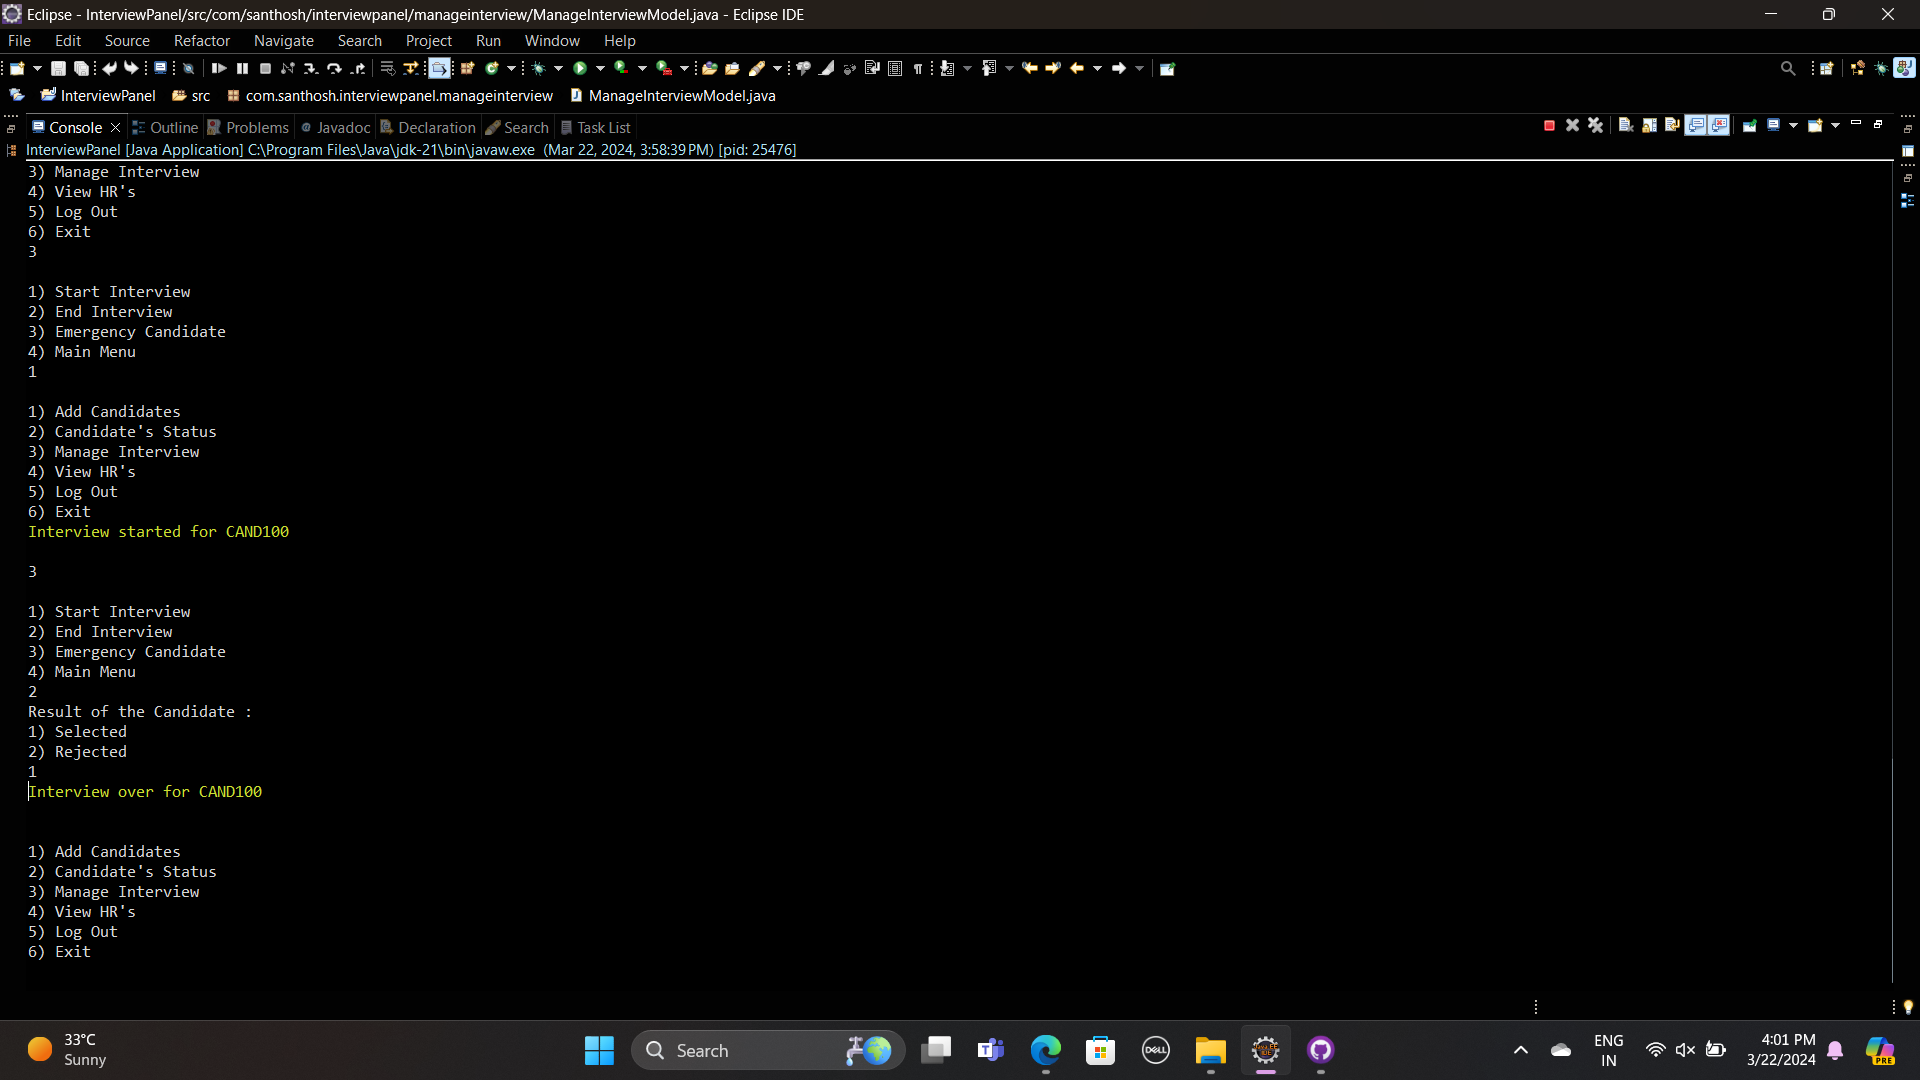 Eclipse - InterviewPanel/src/com/santhosh/interviewpanel/manageinterview/ManageInterviewModel.java - Eclipse IDE
File Edit Source Refactor Navigate Search Project Run Window Help
InterviewPanel src com.santhosh.interviewpanel.manageinterview ManageInterviewModel.java
Console Outline Problems Javadoc Declaration Search Task List
InterviewPanel [Java Application] C:\Program Files\Java\jdk-21\bin\javaw.exe (Mar 22, 2024, 3:58:39 PM) [pid: 25476]
3) Manage Interview
4) View HR's
5) Log Out
6) Exit
3
1) Start Interview
2) End Interview
3) Emergency Candidate
4) Main Menu
1
1) Add Candidates
2) Candidate's Status
3) Manage Interview
4) View HR's
5) Log Out
6) Exit
Interview started for CAND100
3
1) Start Interview
2) End Interview
3) Emergency Candidate
4) Main Menu
2
Result of the Candidate :
1) Selected
2) Rejected
1
Interview over for CAND100
1) Add Candidates
2) Candidate's Status
3) Manage Interview
4) View HR's
5) Log Out
6) Exit
33°C
Sunny
Search
DELL
ENG
IN
4:01 PM
3/22/2024
PRE